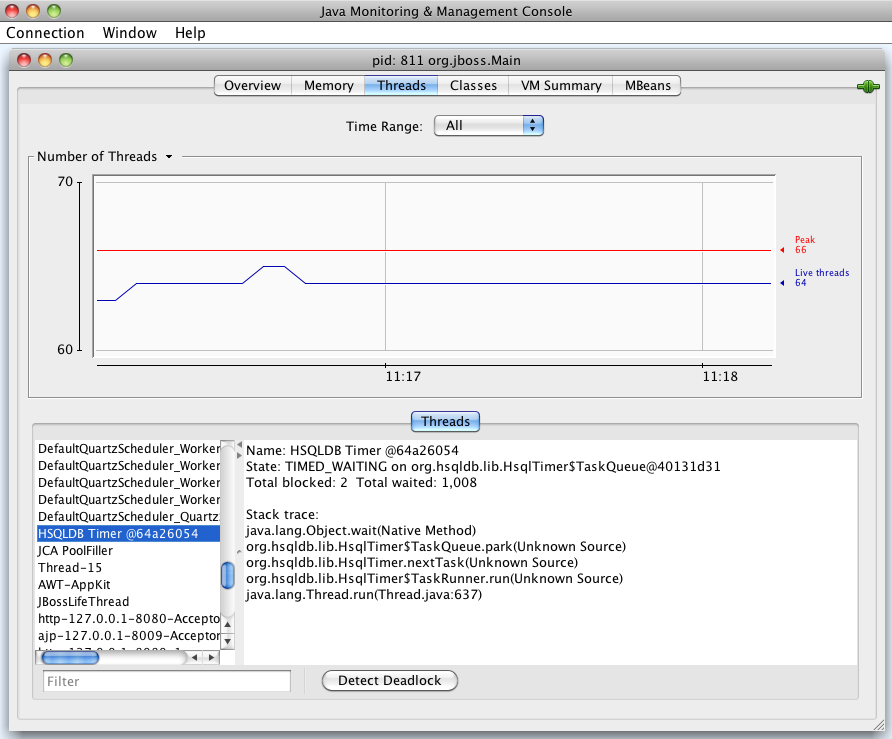 Java Monitoring & Management Console
Connection Window Help
pid: 811 org.jboss.Main
Overview Memory Threads Classes VM Summary MBeans
Time Range: All
Number of Threads
70
Peak
66
Live threads
64
60
11:17 11:18
Threads
DefaultQuartzScheduler_Worker
DefaultQuartzScheduler_Worker
DefaultQuartzScheduler_Worker
DefaultQuartzScheduler_Worker
DefaultQuartzScheduler_Quartz
HSQLDB Timer @64a26054
JCA PoolFiller
Thread-15
AWT-AppKit
JBossLifeThread
http-127.0.0.1-8080-Accepto
ajp-127.0.0.1-8009-Acceptor
Name: HSQLDB Timer @64a26054
State: TIMED_WAITING on org.hsqldb.lib.HsqlTimer$TaskQueue@40131d31
Total blocked: 2 Total waited: 1,008
Stack trace:
java.lang.Object.wait(Native Method)
org.hsqldb.lib.HsqlTimer$TaskQueue.park(Unknown Source)
org.hsqldb.lib.HsqlTimer.nextTask(Unknown Source)
org.hsqldb.lib.HsqlTimer$TaskRunner.run(Unknown Source)
java.lang.Thread.run(Thread.java:637)
Filter
Detect Deadlock